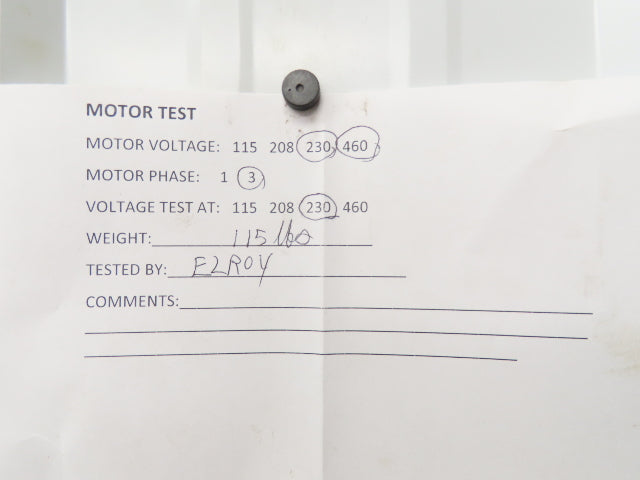 MOTOR TEST
MOTOR VOLTAGE: 115 208 230 460
MOTOR PHASE: 1 3
VOLTAGE TEST AT: 115 208 230 460
WEIGHT: 115 lbs
TESTED BY: ELROY
COMMENTS: